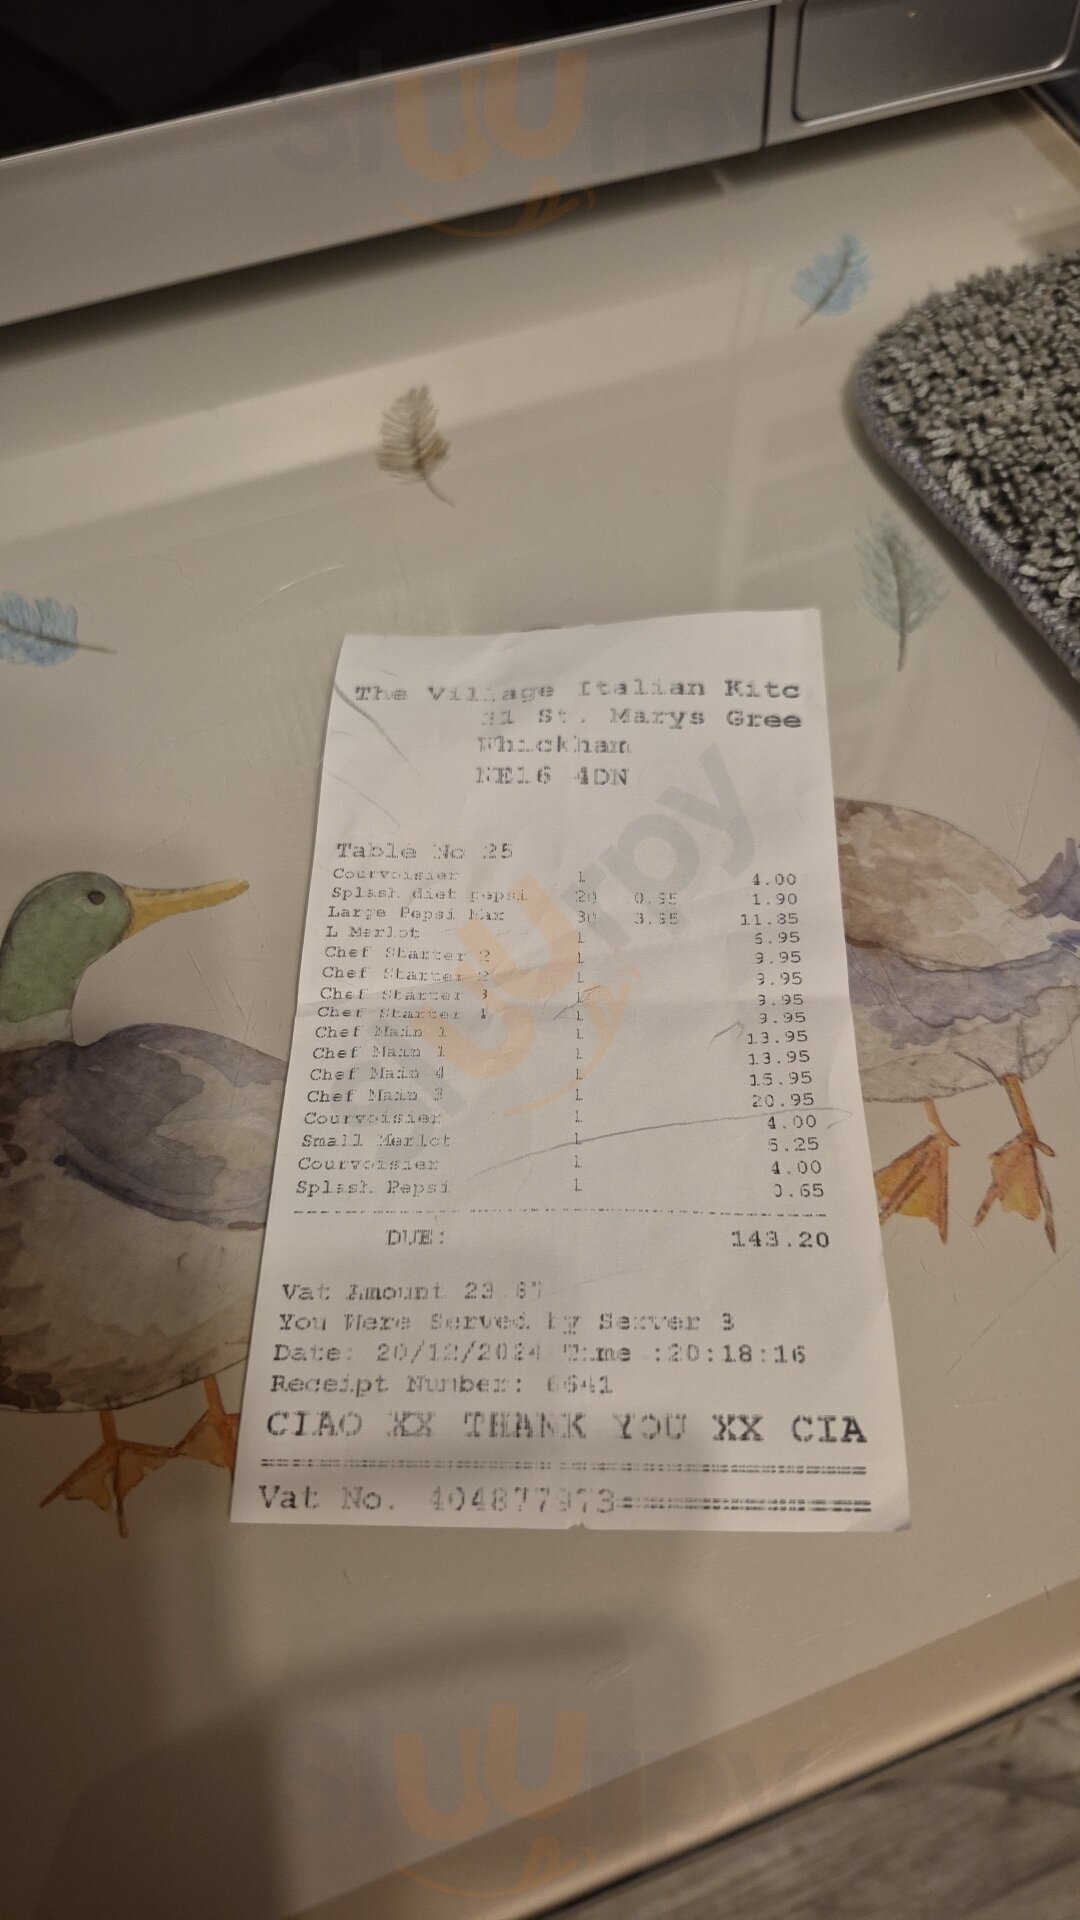 The Village Italian Kitc
31 St. Marys Gree
Whickham
NE16 4DN
Table No 25
Courvoisier 1 4.00
Splash diet pepsi 2@ 0.95 1.90
Large Pepsi Max 3@ 3.95 11.85
L Merlot 1 6.95
Chef Starter 2 1 9.95
Chef Starter 2 1 9.95
Chef Starter 3 1 9.95
Chef Starter 1 1 9.95
Chef Main 1 1 13.95
Chef Main 1 1 13.95
Chef Main 4 1 15.95
Chef Main 3 1 20.95
Courvoisier 1 4.00
Small Merlot 1 5.25
Courvoisier 1 4.00
Splash Pepsi 1 0.65
DUE: 143.20
Vat Amount 23.87
You Were Served by Server 3
Date: 20/12/2024 Time :20:18:16
Receipt Number: 6641
CIAO XX THANK YOU XX CIA
Vat No. 404877973
Sluurpy
Sluurpy
Sluurpy